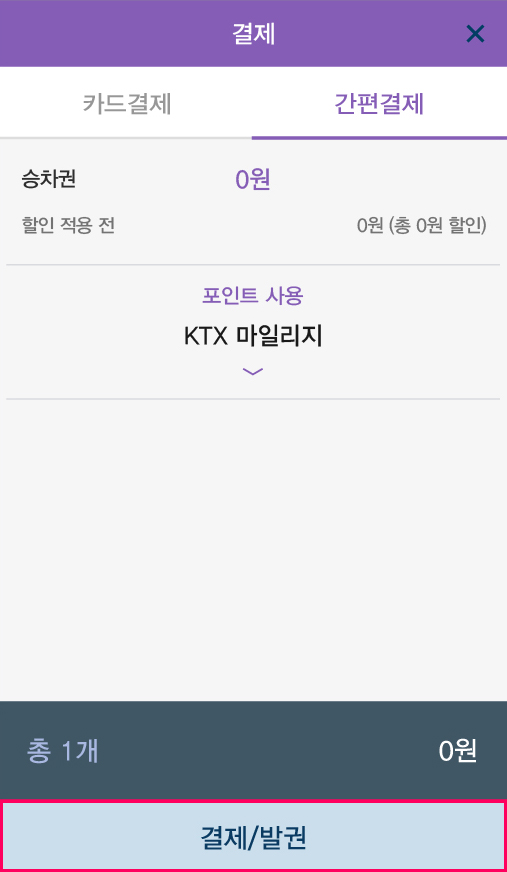 결제
카드결제 간편결제
승차권 0원
할인 적용 전 0원 (총 0원 할인)
포인트 사용
KTX 마일리지
총 1개 0원
결제/발권